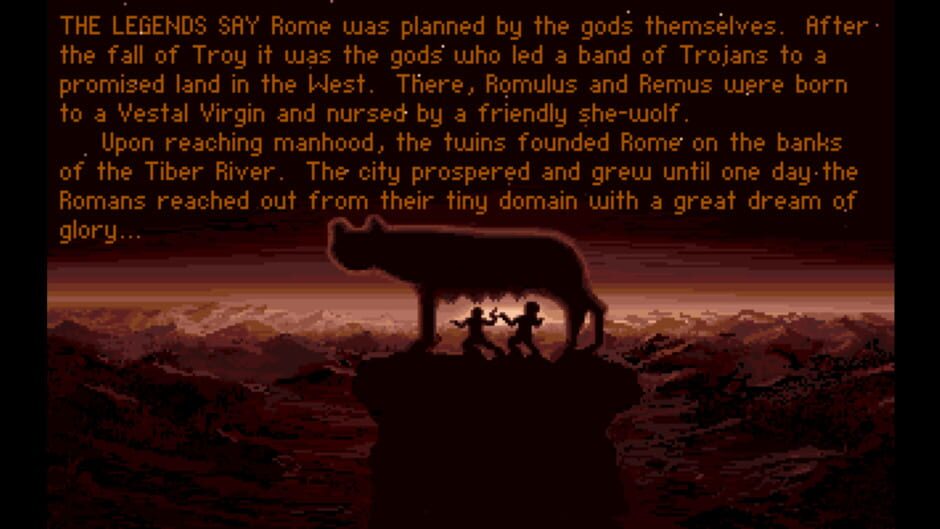 THE LEGENDS SAY Rome was planned by the gods themselves.  After
the fall of Troy it was the gods who led a band of Trojans to a
promised land in the West.  There, Romulus and Remus were born
to a Vestal Virgin and nursed by a friendly she-wolf.
Upon reaching manhood, the twins founded Rome on the banks
of the Tiber River.  The city prospered and grew until one day the
Romans reached out from their tiny domain with a great dream of
glory...